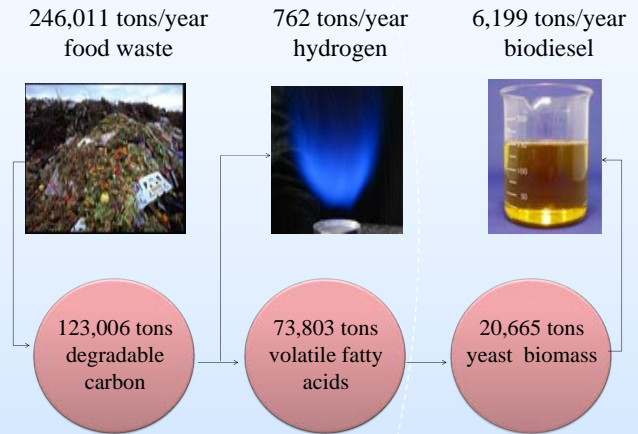 246,011 tons/year
food waste
762 tons/year
hydrogen
6,199 tons/year
biodiesel
123,006 tons
degradable
carbon
73,803 tons
volatile fatty
acids
20,665 tons
yeast biomass